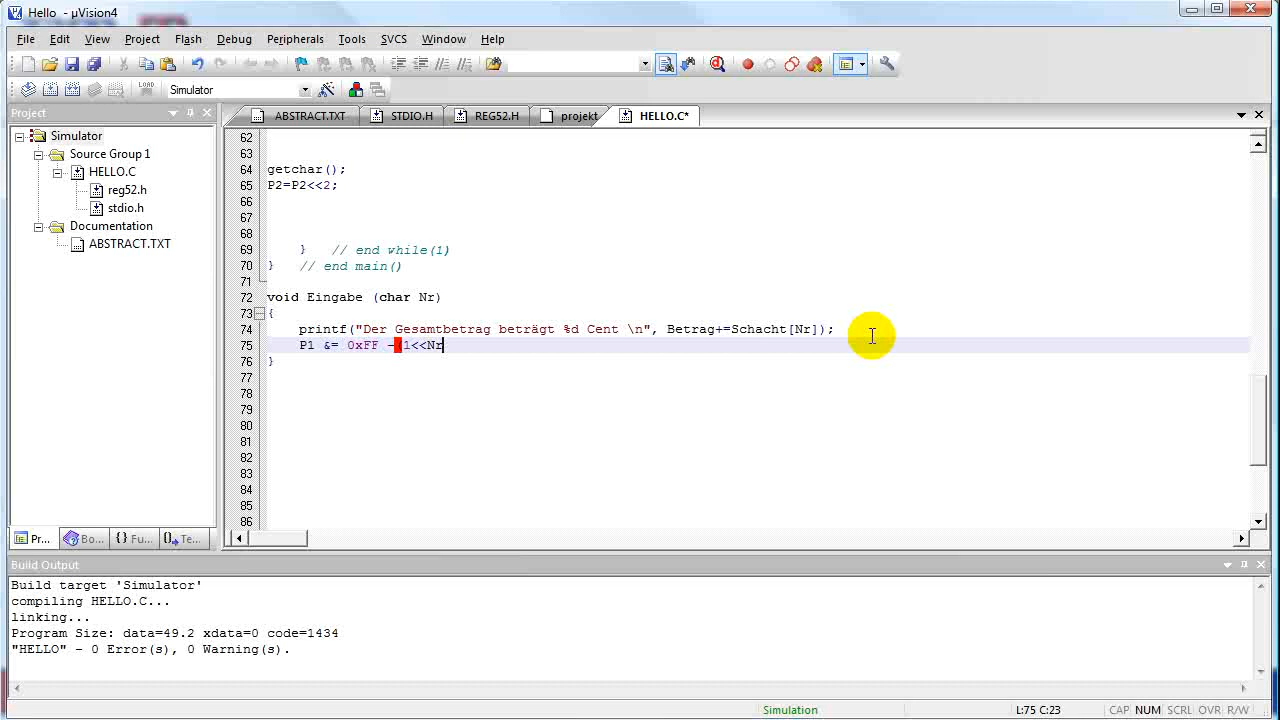 Hello - µVision4
File Edit View Project Flash Debug Peripherals Tools SVCS Window Help
LOAD Simulator
Project
ABSTRACT.TXT STDIO.H REG52.H projekt HELLO.C*
Simulator
Source Group 1
HELLO.C
reg52.h
stdio.h
Documentation
ABSTRACT.TXT
62
63
64 getchar();
65 P2=P2<<2;
66
67
68
69 } // end while(1)
70 } // end main()
71
72 void Eingabe (char Nr)
73 {
74 printf("Der Gesamtbetrag beträgt %d Cent \n", Betrag+=Schacht[Nr]);
75 P1 &= 0xFF -(1<<Nr
76 }
77
78
79
80
81
82
83
84
85
86
Pr... Bo... {} Fu... Te...
Build Output
Build target 'Simulator'
compiling HELLO.C...
linking...
Program Size: data=49.2 xdata=0 code=1434
"HELLO" - 0 Error(s), 0 Warning(s).
Simulation L:75 C:23 CAP NUM SCRL OVR R/W